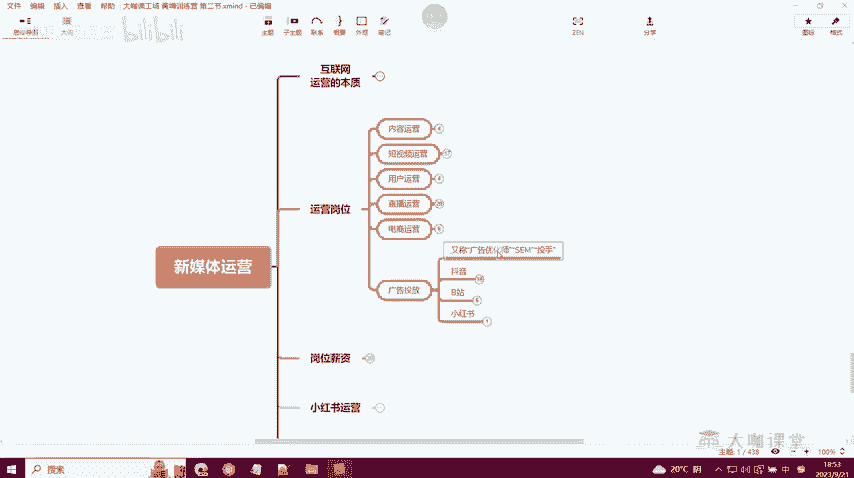 文件 编辑 插入 查看 帮助 大咖课工场 黄埔训练营 第二节.xmind - 已编辑
思维导图 大纲 主题 子主题 联系 概要 外框 笔记 ZEN 分享 图标 格式
bilibili
互联网
运营的本质
内容运营 4
短视频运营 17
用户运营 4
运营岗位
直播运营 20
电商运营
又称“广告优化师”“SEM”“投手”
抖音
新媒体运营
广告投放
B站
小红书 1
岗位薪资
小红书运营
大咖课堂
主题: 1 / 438 100%
搜索
20°C 阴 中 18:53
2023/9/21